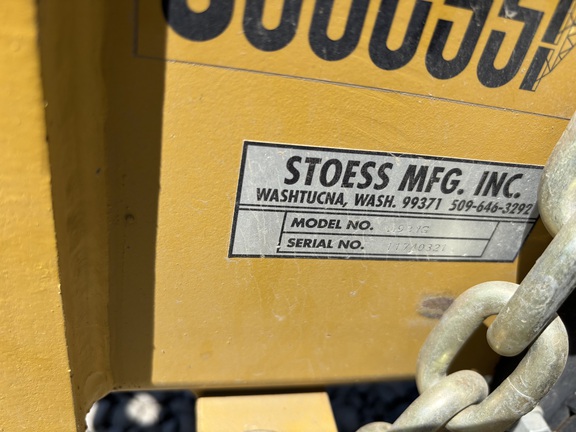 STOESS MFG. INC.
WASHTUCNA, WASH. 99371 509-646-3292
MODEL NO.
SERIAL NO.